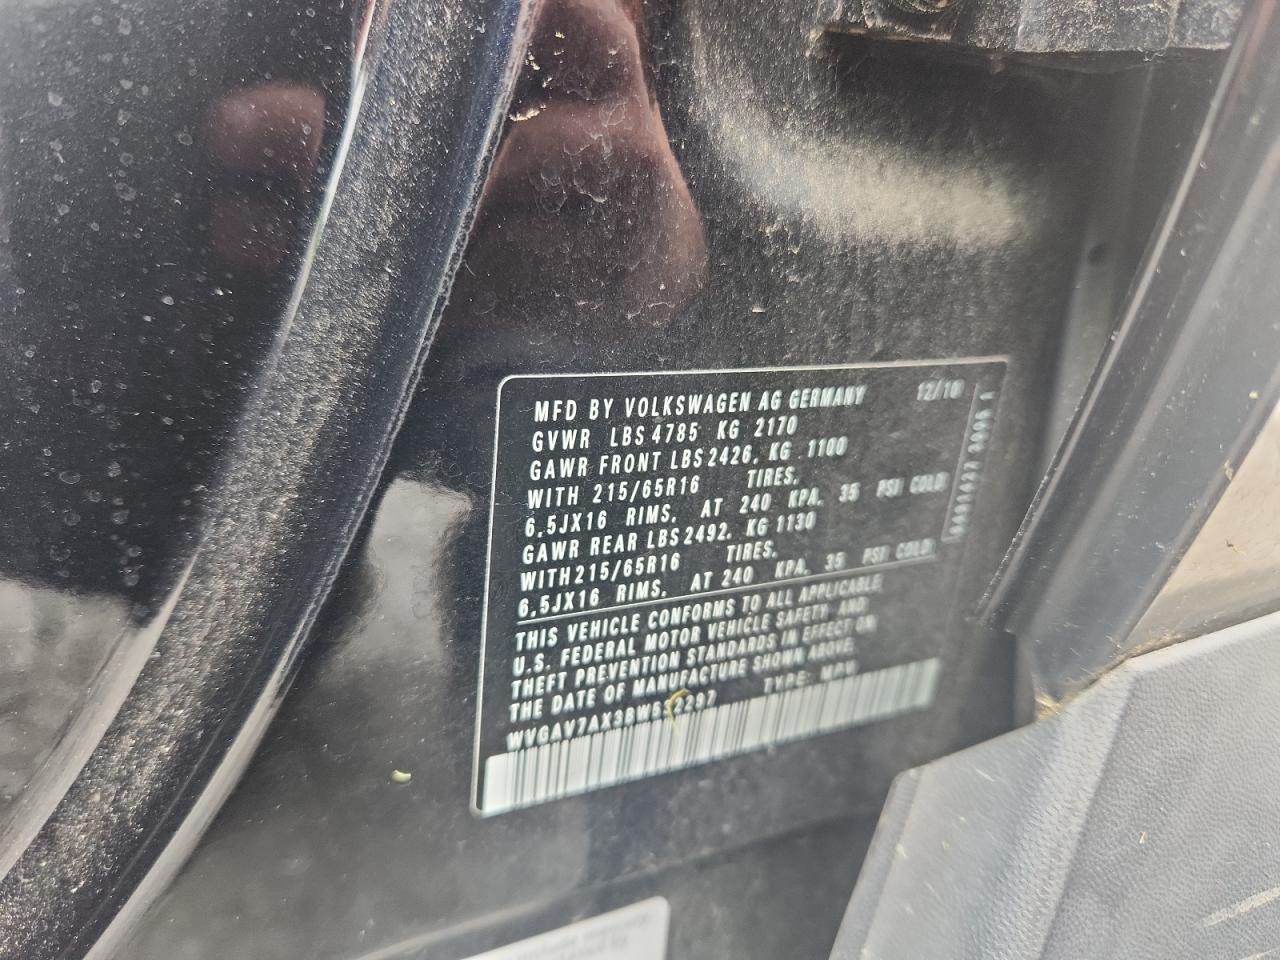 MFD BY VOLKSWAGEN AG GERMANY 12/10
GVWR LBS 4785 KG 2170
GAWR FRONT LBS 2426, KG 1100
WITH 215/65R16 TIRES,
6,5JX16 RIMS, AT 240 KPA, 35 PSI COLD
GAWR REAR LBS 2492, KG 1130
WITH 215/65R16 TIRES,
6,5JX16 RIMS, AT 240 KPA, 35 PSI COLD
THIS VEHICLE CONFORMS TO ALL APPLICABLE
U.S. FEDERAL MOTOR VEHICLE SAFETY AND
THEFT PREVENTION STANDARDS IN EFFECT ON
THE DATE OF MANUFACTURE SHOWN ABOVE.
TYPE: MPV